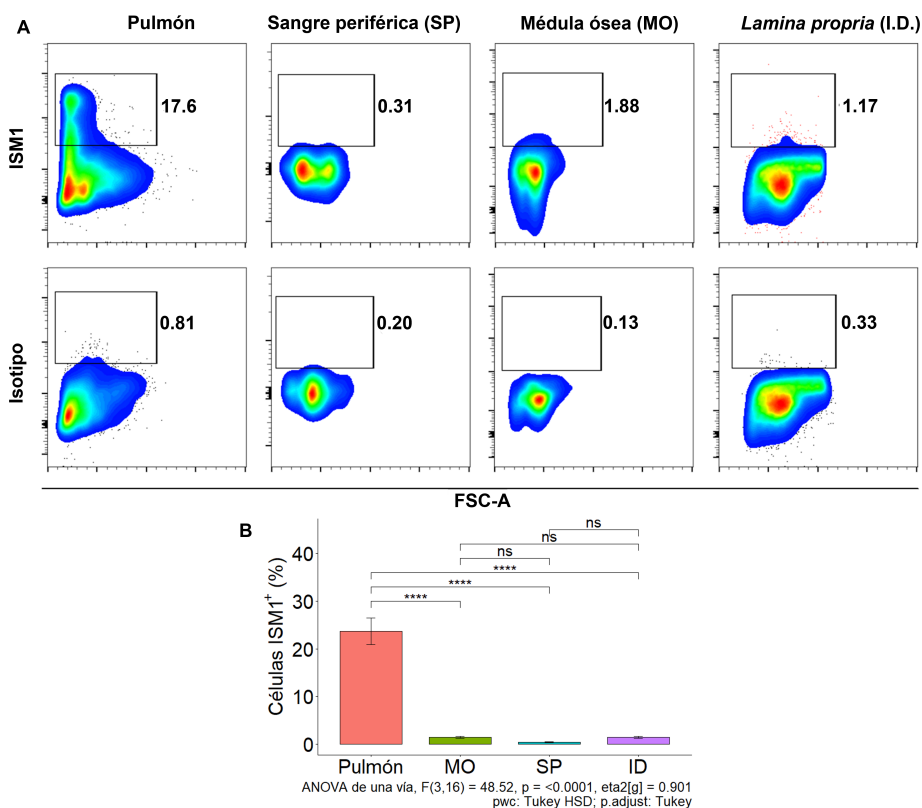 A
Pulmón
Sangre periférica (SP)
Médula ósea (MO)
Lamina propria (I.D.)
ISM1
17.6
0.31
1.88
1.17
Isotipo
0.81
0.20
0.13
0.33
FSC-A
B
Células ISM1+ (%)
40
30
20
10
0
ns
ns
ns
****
****
****
Pulmón
MO
SP
ID
ANOVA de una vía, F(3,16) = 48.52, p = <0.0001, eta2[g] = 0.901
pwc: Tukey HSD; p.adjust: Tukey